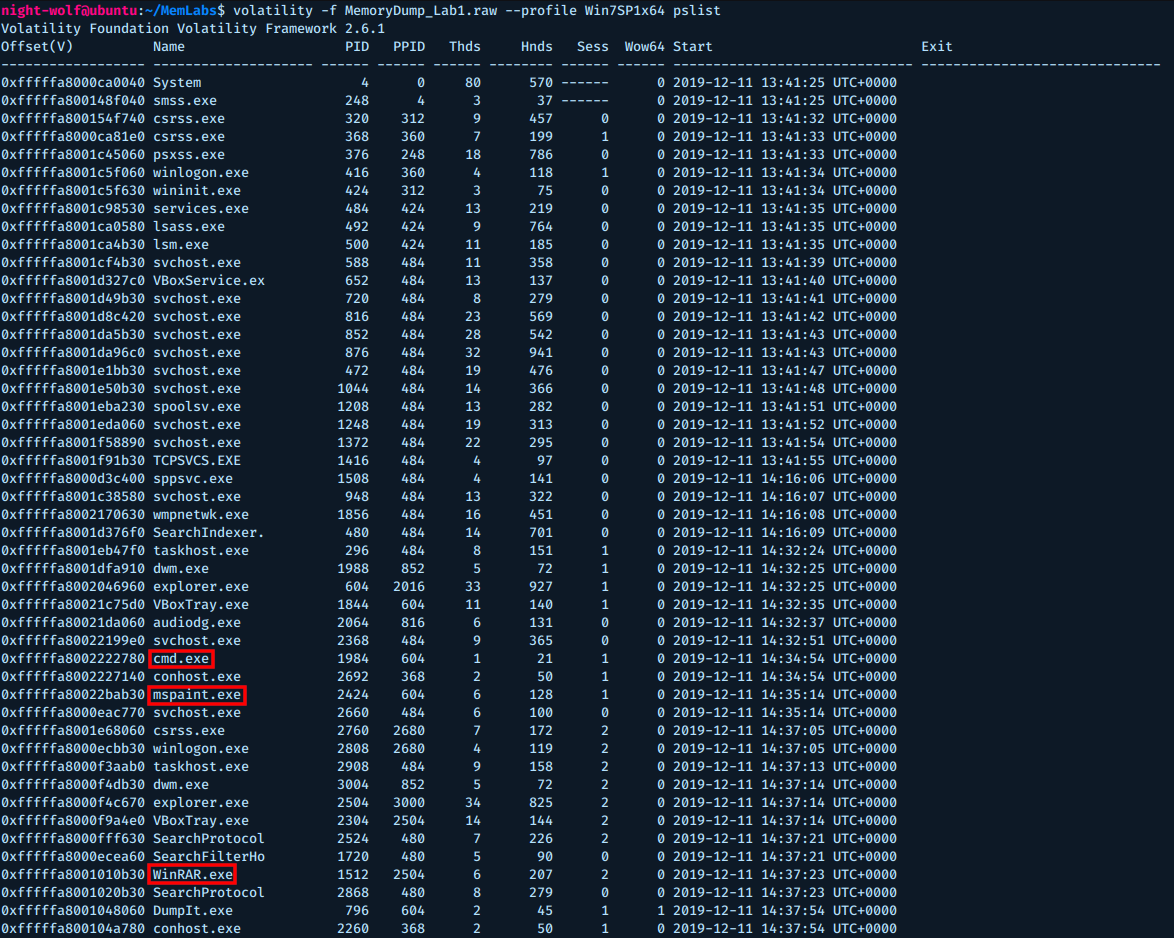 night-wolf@ubuntu:~/MemLabs$ volatility -f MemoryDump_Lab1.raw --profile Win7SP1x64 pslist
Volatility Foundation Volatility Framework 2.6.1
Offset(V) Name PID PPID Thds Hnds Sess Wow64 Start Exit
------------------ -------------------- ------ ------ ------ -------- ------ ------ ------------------------------ ------------------------------
0xfffffa8000ca0040 System 4 0 80 570 ------ 0 2019-12-11 13:41:25 UTC+0000
0xfffffa800148f040 smss.exe 248 4 3 37 ------ 0 2019-12-11 13:41:25 UTC+0000
0xfffffa800154f740 csrss.exe 320 312 9 457 0 0 2019-12-11 13:41:32 UTC+0000
0xfffffa8000ca81e0 csrss.exe 368 360 7 199 1 0 2019-12-11 13:41:33 UTC+0000
0xfffffa8001c45060 psxss.exe 376 248 18 786 0 0 2019-12-11 13:41:33 UTC+0000
0xfffffa8001c5f060 winlogon.exe 416 360 4 118 1 0 2019-12-11 13:41:34 UTC+0000
0xfffffa8001c5f630 wininit.exe 424 312 3 75 0 0 2019-12-11 13:41:34 UTC+0000
0xfffffa8001c98530 services.exe 484 424 13 219 0 0 2019-12-11 13:41:35 UTC+0000
0xfffffa8001ca0580 lsass.exe 492 424 9 764 0 0 2019-12-11 13:41:35 UTC+0000
0xfffffa8001ca4b30 lsm.exe 500 424 11 185 0 0 2019-12-11 13:41:35 UTC+0000
0xfffffa8001cf4b30 svchost.exe 588 484 11 358 0 0 2019-12-11 13:41:39 UTC+0000
0xfffffa8001d327c0 VBoxService.ex 652 484 13 137 0 0 2019-12-11 13:41:40 UTC+0000
0xfffffa8001d49b30 svchost.exe 720 484 8 279 0 0 2019-12-11 13:41:41 UTC+0000
0xfffffa8001d8c420 svchost.exe 816 484 23 569 0 0 2019-12-11 13:41:42 UTC+0000
0xfffffa8001da5b30 svchost.exe 852 484 28 542 0 0 2019-12-11 13:41:43 UTC+0000
0xfffffa8001da96c0 svchost.exe 876 484 32 941 0 0 2019-12-11 13:41:43 UTC+0000
0xfffffa8001e1bb30 svchost.exe 472 484 19 476 0 0 2019-12-11 13:41:47 UTC+0000
0xfffffa8001e50b30 svchost.exe 1044 484 14 366 0 0 2019-12-11 13:41:48 UTC+0000
0xfffffa8001eba230 spoolsv.exe 1208 484 13 282 0 0 2019-12-11 13:41:51 UTC+0000
0xfffffa8001eda060 svchost.exe 1248 484 19 313 0 0 2019-12-11 13:41:52 UTC+0000
0xfffffa8001f58890 svchost.exe 1372 484 22 295 0 0 2019-12-11 13:41:54 UTC+0000
0xfffffa8001f91b30 TCPSVCS.EXE 1416 484 4 97 0 0 2019-12-11 13:41:55 UTC+0000
0xfffffa8000d3c400 sppsvc.exe 1508 484 4 141 0 0 2019-12-11 14:16:06 UTC+0000
0xfffffa8001c38580 svchost.exe 948 484 13 322 0 0 2019-12-11 14:16:07 UTC+0000
0xfffffa8002170630 wmpnetwk.exe 1856 484 16 451 0 0 2019-12-11 14:16:08 UTC+0000
0xfffffa8001d376f0 SearchIndexer. 480 484 14 701 0 0 2019-12-11 14:16:09 UTC+0000
0xfffffa8001eb47f0 taskhost.exe 296 484 8 151 1 0 2019-12-11 14:32:24 UTC+0000
0xfffffa8001dfa910 dwm.exe 1988 852 5 72 1 0 2019-12-11 14:32:25 UTC+0000
0xfffffa8002046960 explorer.exe 604 2016 33 927 1 0 2019-12-11 14:32:25 UTC+0000
0xfffffa80021c75d0 VBoxTray.exe 1844 604 11 140 1 0 2019-12-11 14:32:35 UTC+0000
0xfffffa80021da060 audiodg.exe 2064 816 6 131 0 0 2019-12-11 14:32:37 UTC+0000
0xfffffa80022199e0 svchost.exe 2368 484 9 365 0 0 2019-12-11 14:32:51 UTC+0000
0xfffffa8002222780 cmd.exe 1984 604 1 21 1 0 2019-12-11 14:34:54 UTC+0000
0xfffffa8002227140 conhost.exe 2692 368 2 50 1 0 2019-12-11 14:34:54 UTC+0000
0xfffffa80022bab30 mspaint.exe 2424 604 6 128 1 0 2019-12-11 14:35:14 UTC+0000
0xfffffa8000eac770 svchost.exe 2660 484 6 100 0 0 2019-12-11 14:35:14 UTC+0000
0xfffffa8001e68060 csrss.exe 2760 2680 7 172 2 0 2019-12-11 14:37:05 UTC+0000
0xfffffa8000ecbb30 winlogon.exe 2808 2680 4 119 2 0 2019-12-11 14:37:05 UTC+0000
0xfffffa8000f3aab0 taskhost.exe 2908 484 9 158 2 0 2019-12-11 14:37:13 UTC+0000
0xfffffa8000f4db30 dwm.exe 3004 852 5 72 2 0 2019-12-11 14:37:14 UTC+0000
0xfffffa8000f4c670 explorer.exe 2504 3000 34 825 2 0 2019-12-11 14:37:14 UTC+0000
0xfffffa8000f9a4e0 VBoxTray.exe 2304 2504 14 144 2 0 2019-12-11 14:37:14 UTC+0000
0xfffffa8000fff630 SearchProtocol 2524 480 7 226 2 0 2019-12-11 14:37:21 UTC+0000
0xfffffa8000ecea60 SearchFilterHo 1720 480 5 90 0 0 2019-12-11 14:37:21 UTC+0000
0xfffffa8001010b30 WinRAR.exe 1512 2504 6 207 2 0 2019-12-11 14:37:23 UTC+0000
0xfffffa8001020b30 SearchProtocol 2868 480 8 279 0 0 2019-12-11 14:37:23 UTC+0000
0xfffffa8001048060 DumpIt.exe 796 604 2 45 1 1 2019-12-11 14:37:54 UTC+0000
0xfffffa800104a780 conhost.exe 2260 368 2 50 1 0 2019-12-11 14:37:54 UTC+0000